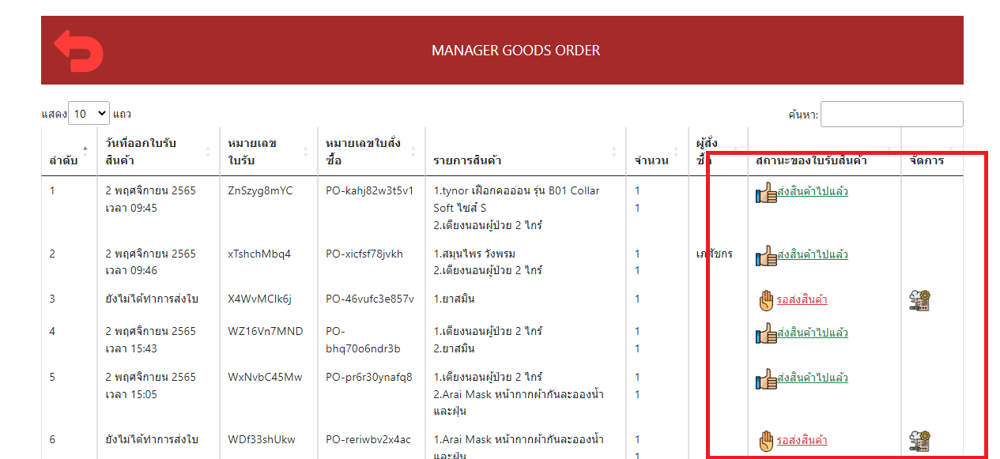 MANAGER GOODS ORDER
แสดง 10 แถว
ค้นหา:
ลำดับ
วันที่ออกใบรับ
สินค้า
หมายเลข
ใบรับ
หมายเลขใบสั่ง
ซื้อ
รายการสินค้า
จำนวน
ผู้สั่ง
ซื้อ
สถานะของใบรับสินค้า
จัดการ
1
2 พฤศจิกายน 2565
เวลา 09:45
ZnSzyg8mYC
PO-kahj82w3t5v1
1.tynor เฝือกคออ่อน รุ่น B01 Collar
Soft ไซส์ S
2.เตียงนอนผู้ป่วย 2 ไกร์
1
1
ส่งสินค้าไปแล้ว
2
2 พฤศจิกายน 2565
เวลา 09:46
xTshchMbq4
PO-xicfsf78jvkh
1.สมุนไพร วังพรม
2.เตียงนอนผู้ป่วย 2 ไกร์
1
1
เภสัชกร
ส่งสินค้าไปแล้ว
3
ยังไม่ได้ทำการส่งใบ
X4WvMClk6j
PO-46vufc3e857v
1.ยาสมิน
1
รอส่งสินค้า
4
2 พฤศจิกายน 2565
เวลา 15:43
WZ16Vn7MND
PO-
bhq70o6ndr3b
1.เตียงนอนผู้ป่วย 2 ไกร์
2.ยาสมิน
1
1
ส่งสินค้าไปแล้ว
5
2 พฤศจิกายน 2565
เวลา 15:05
WxNvbC45Mw
PO-pr6r30ynafq8
1.เตียงนอนผู้ป่วย 2 ไกร์
2.Arai Mask หน้ากากผ้ากันละอองน้ำ
และฝุ่น
1
1
ส่งสินค้าไปแล้ว
6
ยังไม่ได้ทำการส่งใบ
WDf33shUkw
PO-reriwbv2x4ac
1.Arai Mask หน้ากากผ้ากันละอองน้ำ
และฝุ่น
1
1
รอส่งสินค้า